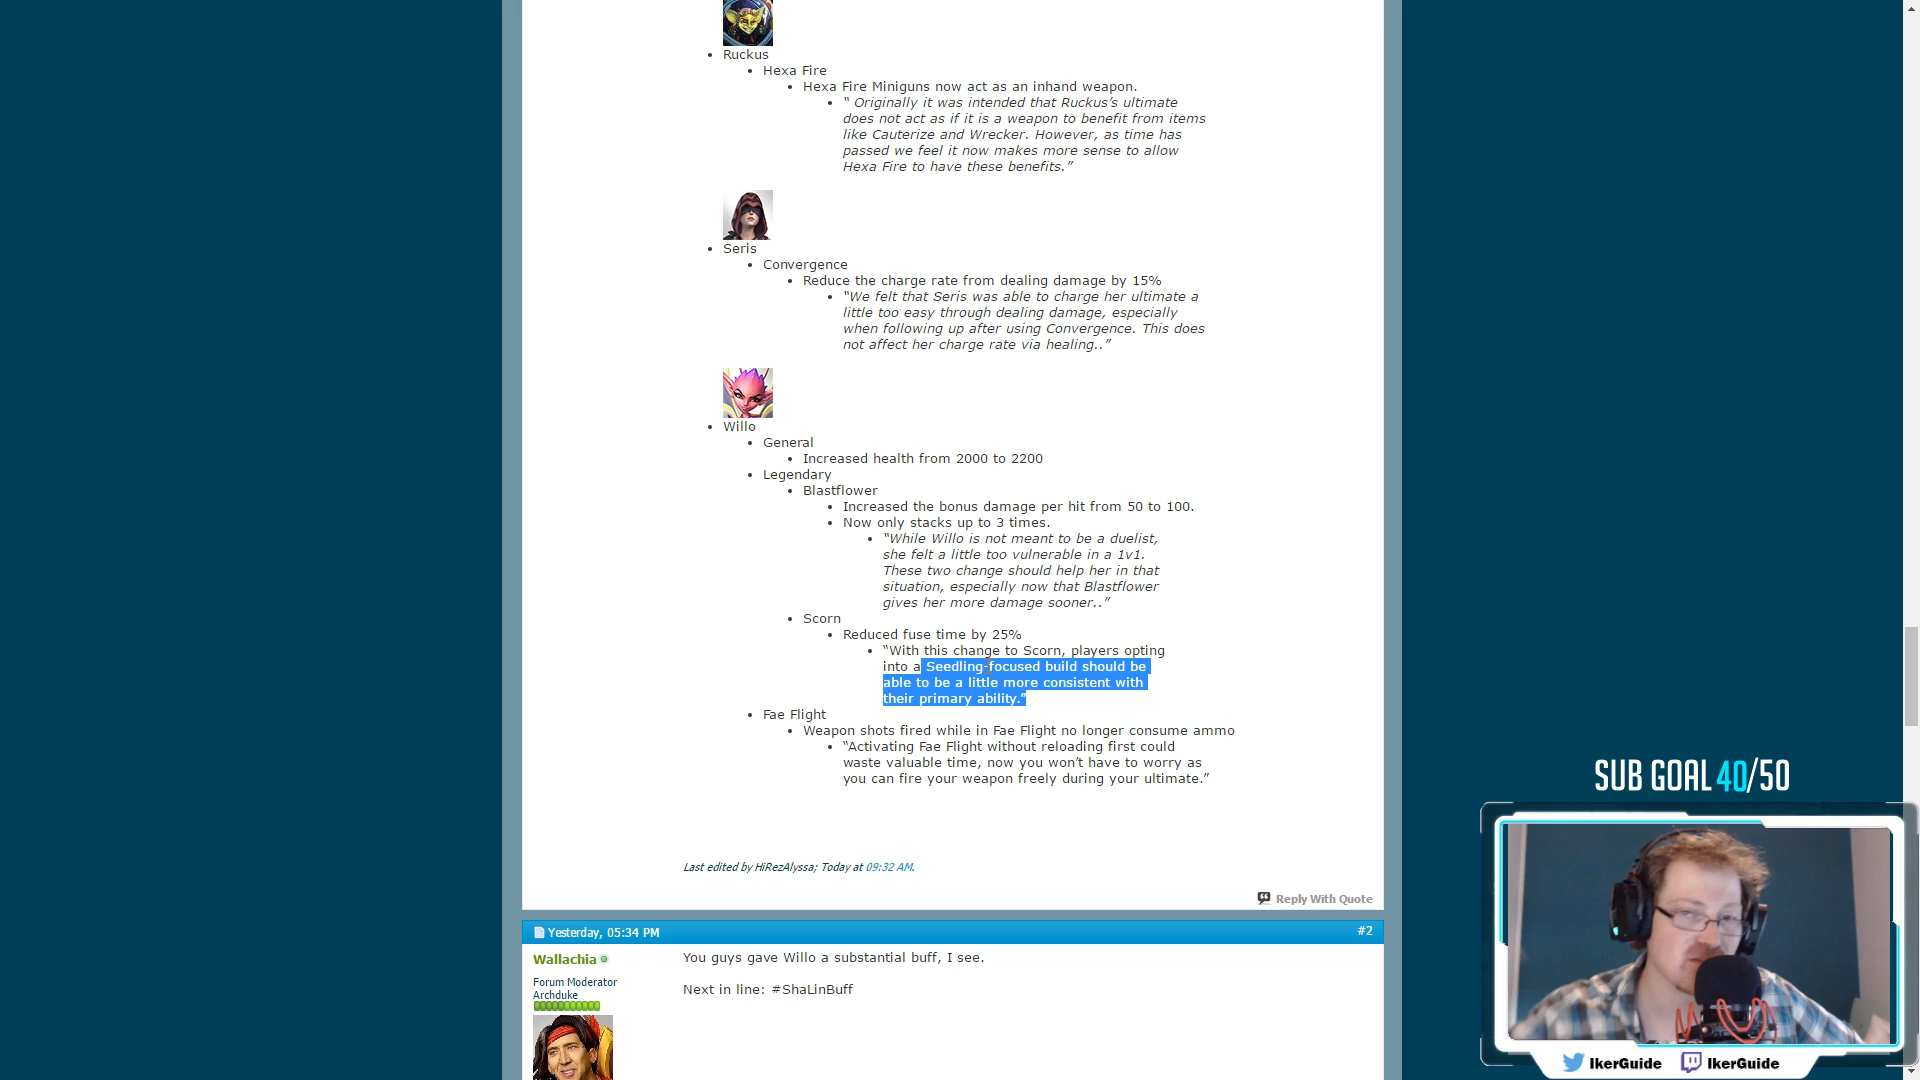 Ruckus
Hexa Fire
Hexa Fire Miniguns now act as an inhand weapon.
“ Originally it was intended that Ruckus’s ultimate
does not act as if it is a weapon to benefit from items
like Cauterize and Wrecker. However, as time has
passed we feel it now makes more sense to allow
Hexa Fire to have these benefits.”
Seris
Convergence
Reduce the charge rate from dealing damage by 15%
“We felt that Seris was able to charge her ultimate a
little too easy through dealing damage, especially
when following up after using Convergence. This does
not affect her charge rate via healing..”
Willo
General
Increased health from 2000 to 2200
Legendary
Blastflower
Increased the bonus damage per hit from 50 to 100.
Now only stacks up to 3 times.
“While Willo is not meant to be a duelist,
she felt a little too vulnerable in a 1v1.
These two change should help her in that
situation, especially now that Blastflower
gives her more damage sooner..”
Scorn
Reduced fuse time by 25%
“With this change to Scorn, players opting
into a Seedling-focused build should be
able to be a little more consistent with
their primary ability.”
Fae Flight
Weapon shots fired while in Fae Flight no longer consume ammo
“Activating Fae Flight without reloading first could
waste valuable time, now you won’t have to worry as
you can fire your weapon freely during your ultimate.”
Last edited by HiRezAlyssa; Today at 09:32 AM.
Reply With Quote
Yesterday, 05:34 PM
#2
Wallachia
Forum Moderator
Archduke
You guys gave Willo a substantial buff, I see.
Next in line: #ShaLinBuff
SUB GOAL 40/50
IkerGuide
IkerGuide